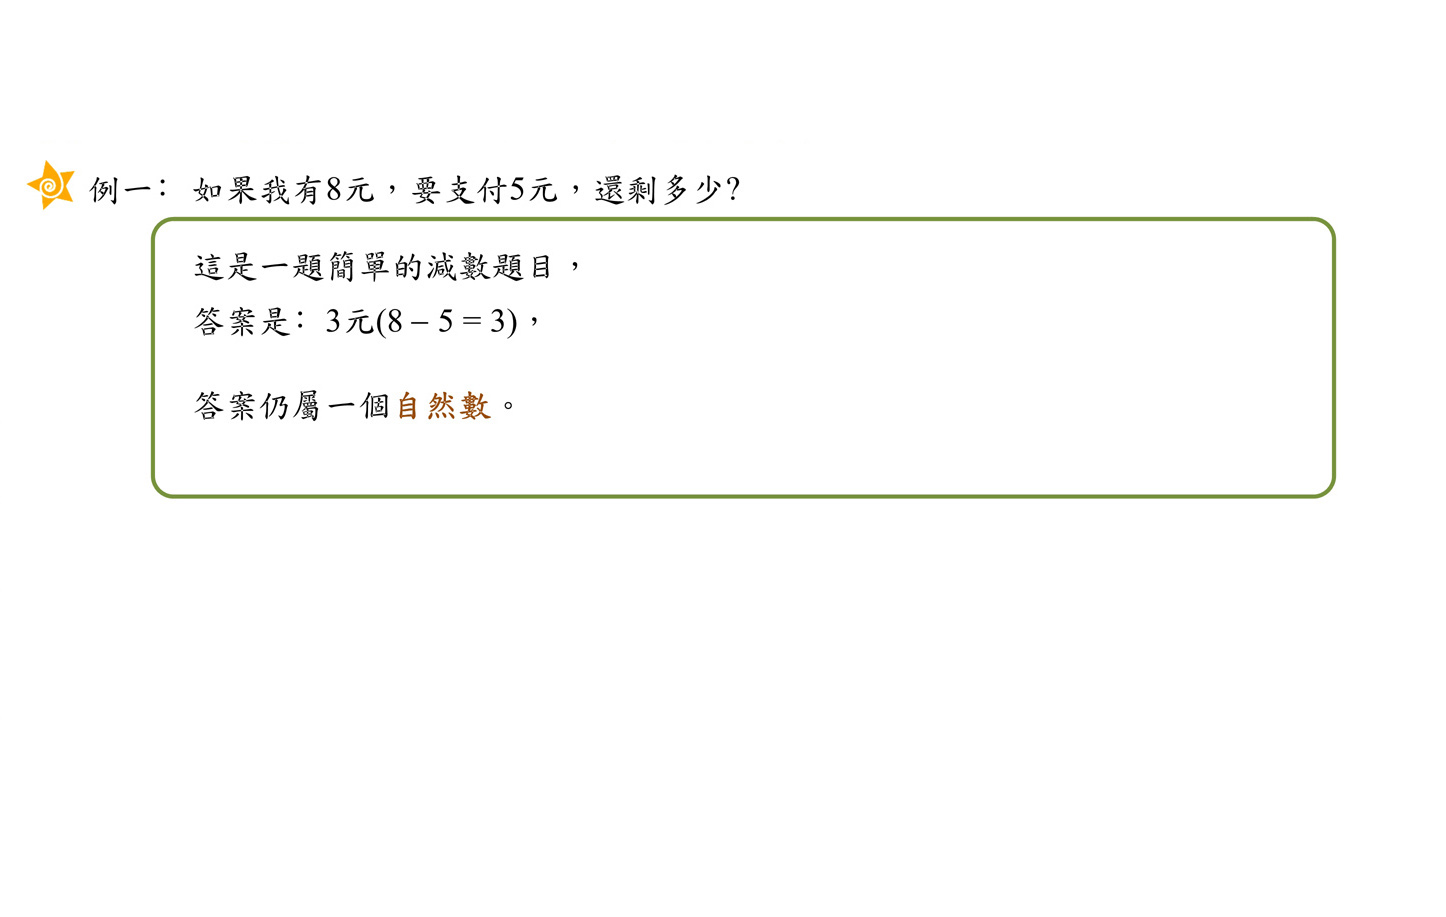 例一： 如果我有8元，要支付5元，還剩多少？
這是一題簡單的減數題目，
答案是：3元(8 – 5 = 3)，
答案仍屬一個自然數。